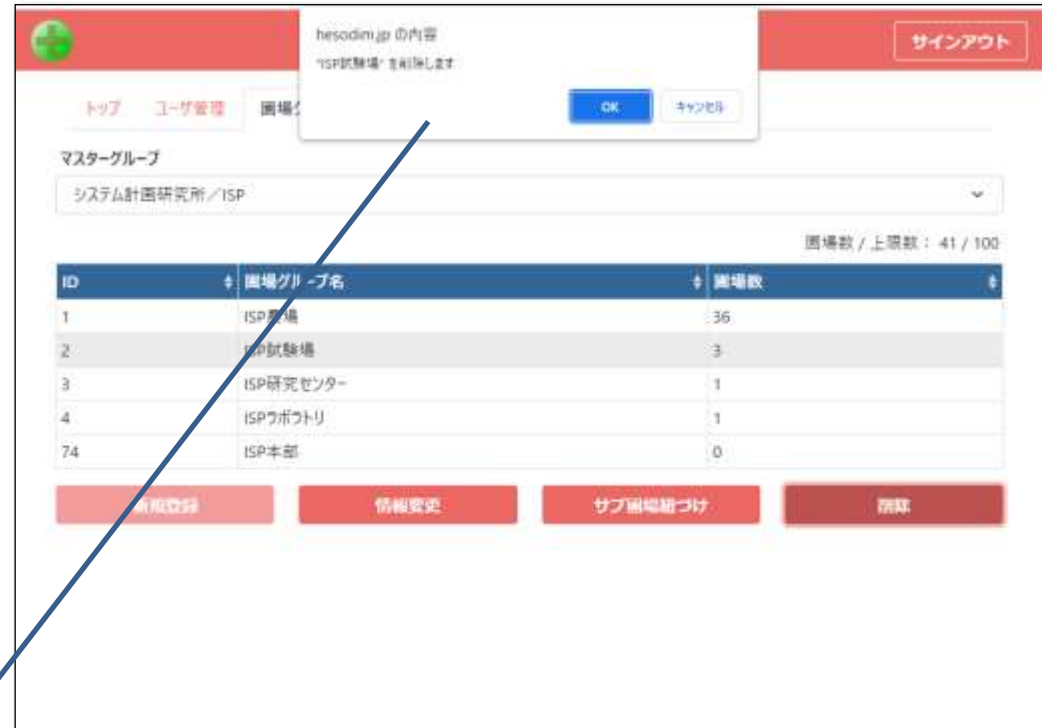 hesodim.jp の内容
"ISP試験場" を削除します
OK
キャンセル
サインアウト
トップ
ユーザ管理
圃場グ
マスターグループ
システム計画研究所／ISP
圃場数 / 上限数： 41 / 100
ID 圃場グループ名 圃場数
1 ISP農場 36
2 ISP試験場 3
3 ISP研究センター 1
4 ISPラボラトリ 1
74 ISP本部 0
新規登録 情報変更 サブ圃場紐づけ 削除